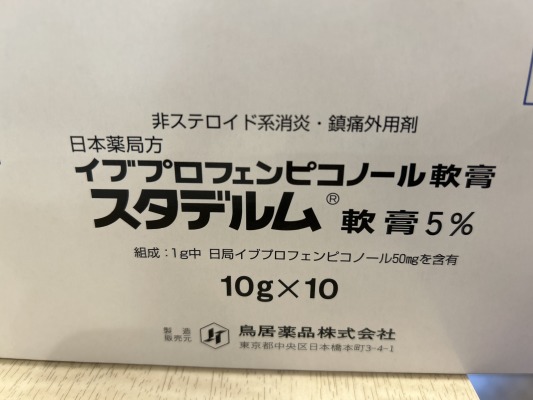 非ステロイド系消炎・鎮痛外用剤
日本薬局方
イブプロフェンピコノール軟膏
スタデルム® 軟膏5%
組成：1g中 日局イブプロフェンピコノール50mgを含有
10g×10
製造販売元 鳥居薬品株式会社
東京都中央区日本橋本町3-4-1